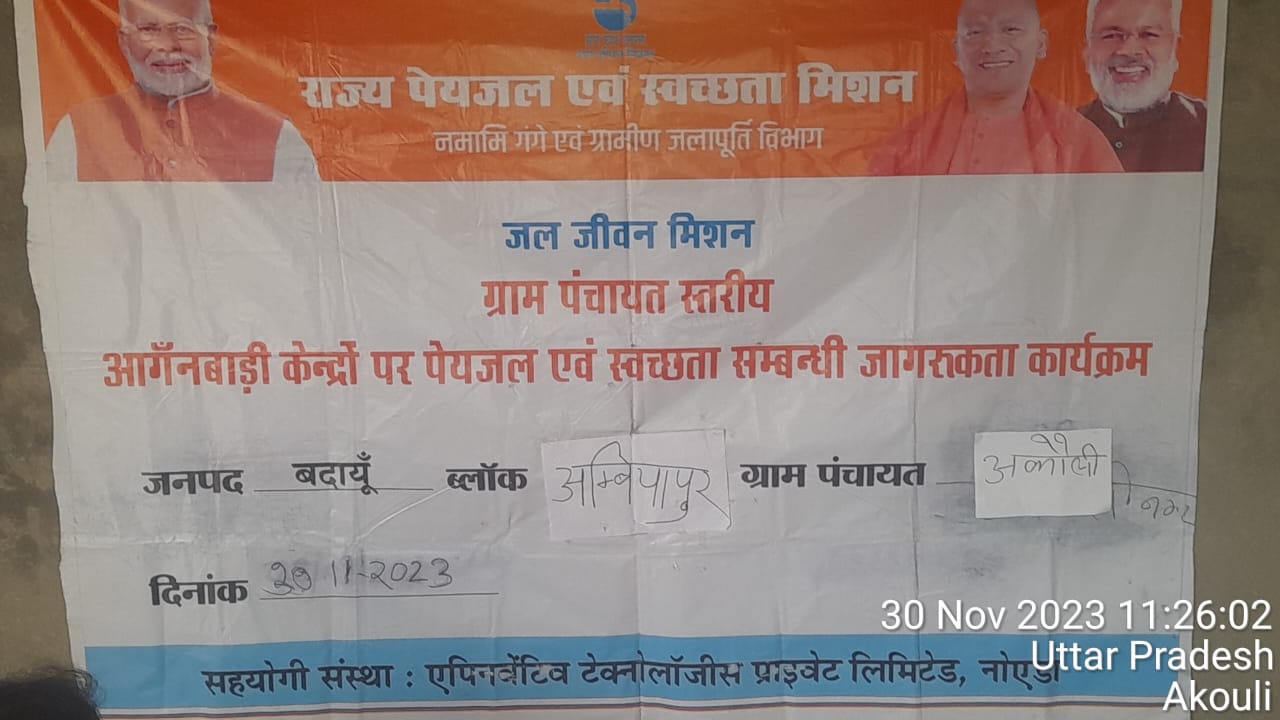 राज्य पेयजल एवं स्वच्छता मिशन
नमामि गंगे एवं ग्रामीण जलापूर्ति विभाग
जल जीवन मिशन
ग्राम पंचायत स्तरीय
आगँनबाड़ी केन्द्रों पर पेयजल एवं स्वच्छता सम्बन्धी जागरुकता कार्यक्रम
जनपद बदायूँ ब्लॉक अम्बियापुर ग्राम पंचायत अकौली
दिनांक 30 11-2023
सहयोगी संस्था : एपिनवेंटिव टेक्नोलॉजीस प्राइवेट लिमिटेड, नोएडा
30 Nov 2023 11:26:02
Uttar Pradesh
Akouli